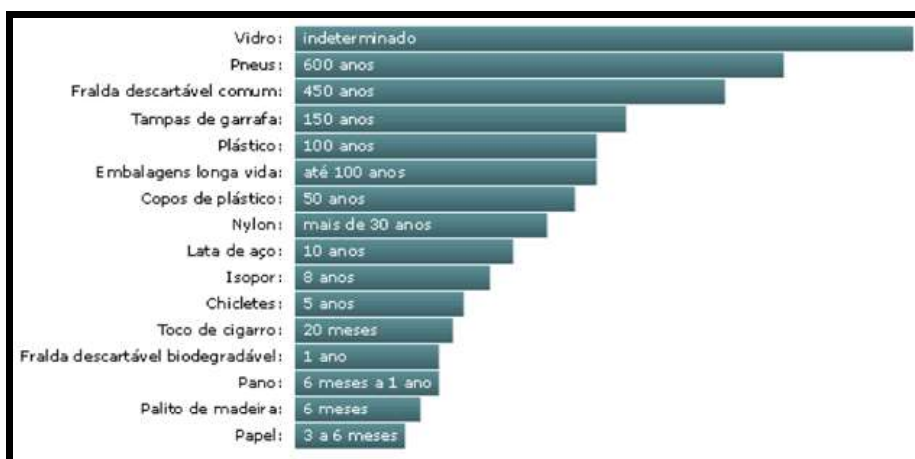 Vidro: indeterminado
Pneus: 600 anos
Fralda descartável comum: 450 anos
Tampas de garrafa: 150 anos
Plástico: 100 anos
Embalagens longa vida: até 100 anos
Copos de plástico: 50 anos
Nylon: mais de 30 anos
Lata de aço: 10 anos
Isopor: 8 anos
Chicletes: 5 anos
Toco de cigarro: 20 meses
Fralda descartável biodegradável: 1 ano
Pano: 6 meses a 1 ano
Palito de madeira: 6 meses
Papel: 3 a 6 meses